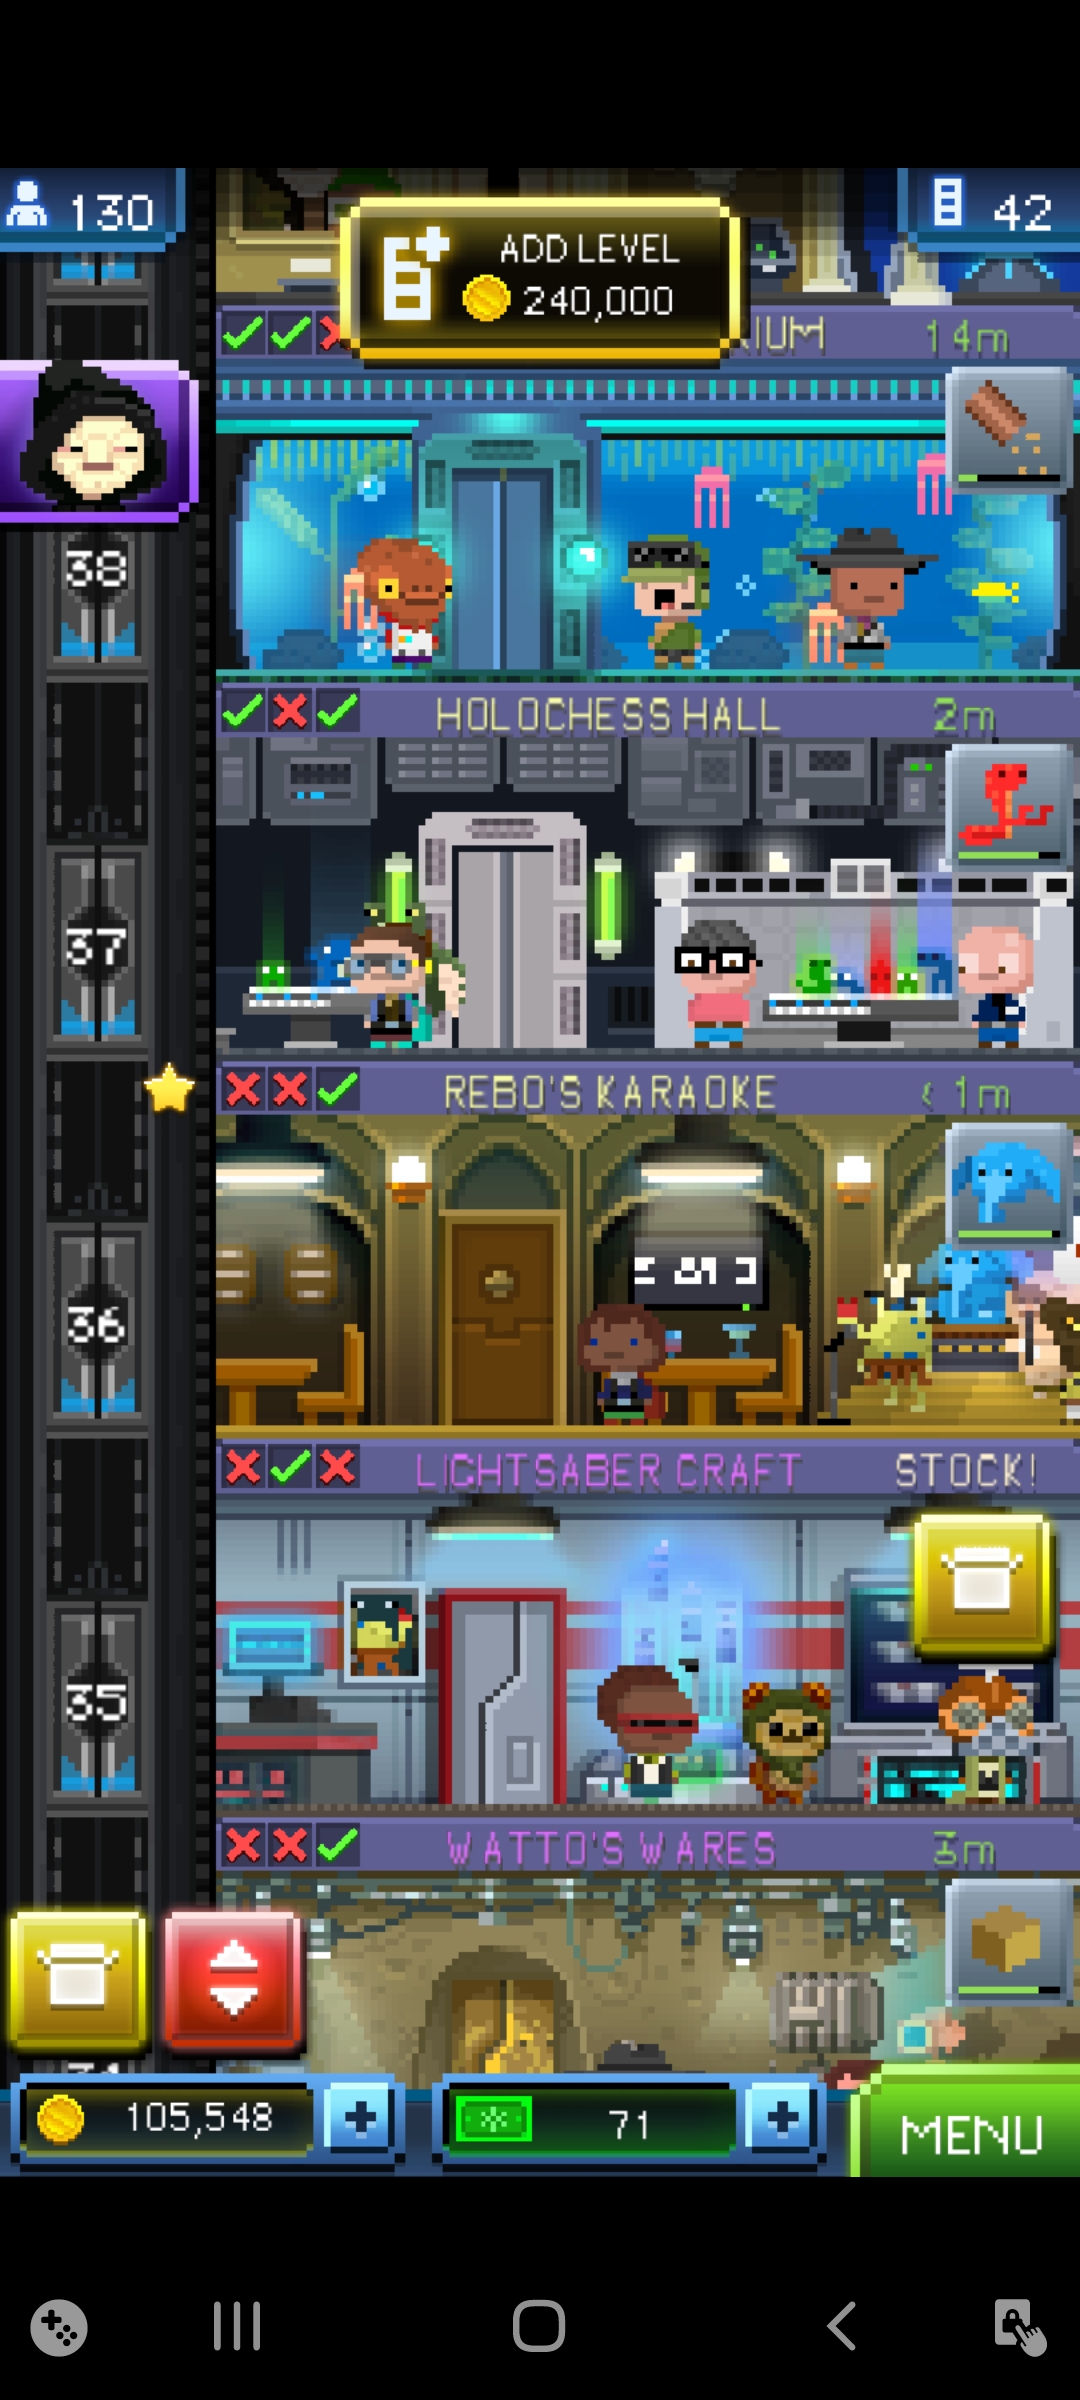 130
ADD LEVEL
240,000
42
14m
38
HOLOCHESS HALL
2m
37
REBO'S KARAOKE
< 1m
36
LIGHTSABER CRAFT
STOCK!
35
WATTO'S WARES
3m
105,548
71
MENU